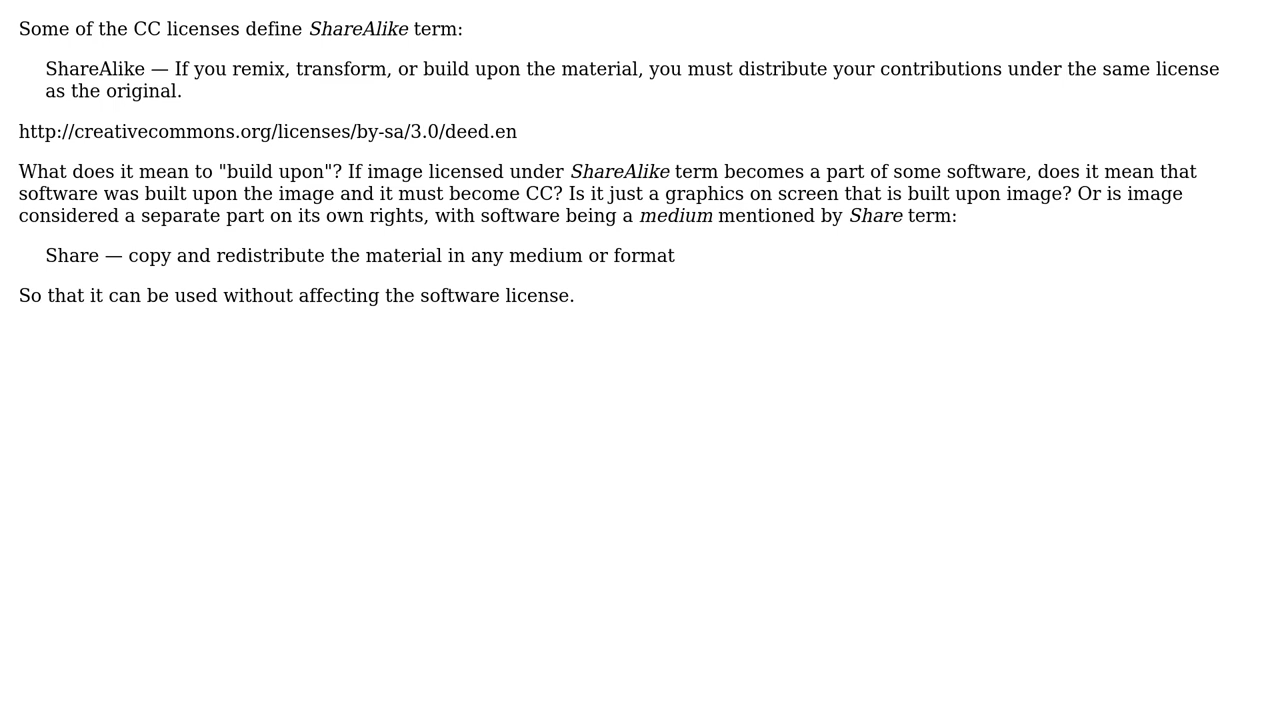 Some of the CC licenses define ShareAlike term:
ShareAlike — If you remix, transform, or build upon the material, you must distribute your contributions under the same license
as the original.
http://creativecommons.org/licenses/by-sa/3.0/deed.en
What does it mean to "build upon"? If image licensed under ShareAlike term becomes a part of some software, does it mean that
software was built upon the image and it must become CC? Is it just a graphics on screen that is built upon image? Or is image
considered a separate part on its own rights, with software being a medium mentioned by Share term:
Share — copy and redistribute the material in any medium or format
So that it can be used without affecting the software license.